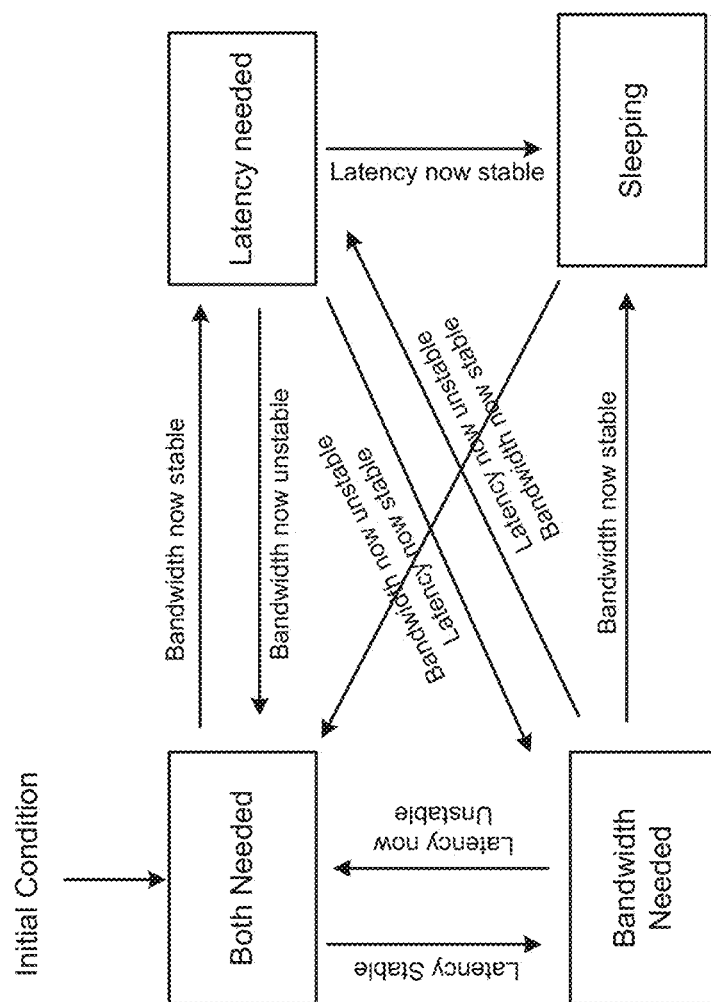 Initial Condition
Both Needed
Bandwidth now stable
Bandwidth now unstable
Latency needed
Latency Stable
Latency now
Unstable
Bandwidth now unstable
Latency now stable
Latency now unstable
Bandwidth now stable
Latency now stable
Bandwidth
Needed
Bandwidth now stable
Sleeping